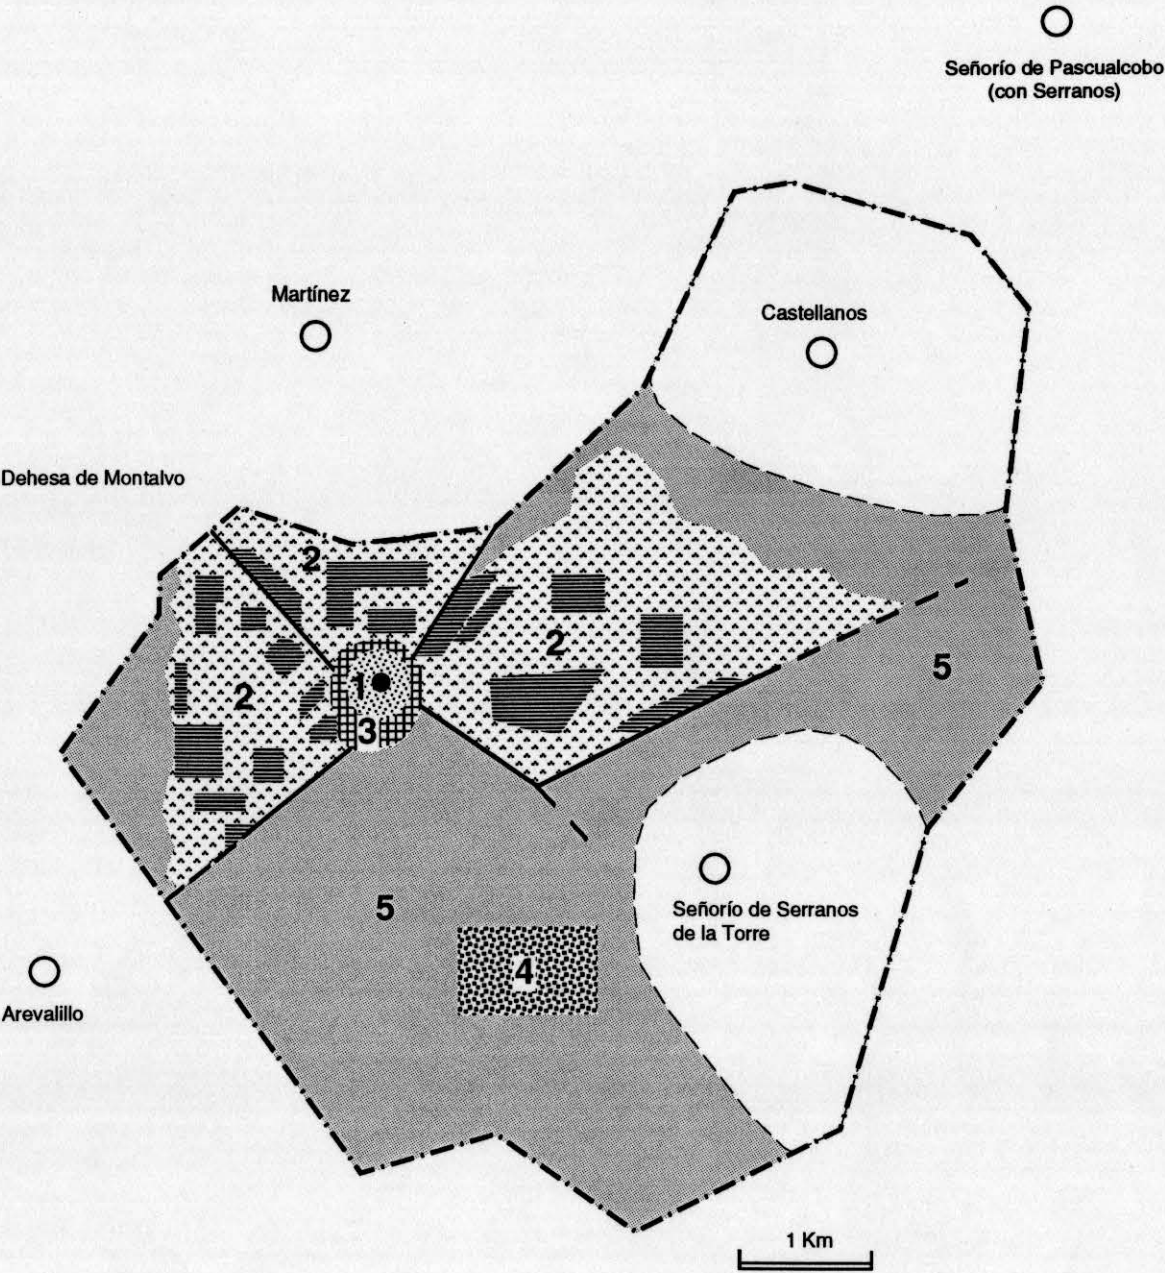 Señorío de Pascualcobo
(con Serranos)
Martínez
Castellanos
Dehesa de Montalvo
2
2
5
2
1
3
5
Señorío de Serranos
de la Torre
4
Arevalillo
1 Km